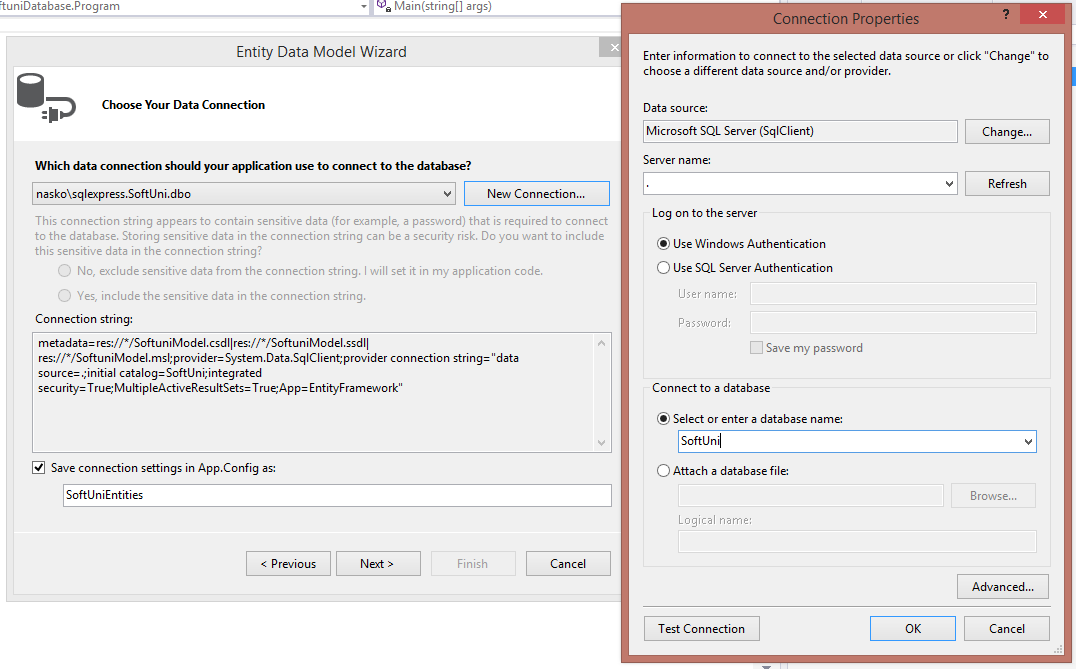 ftuniDatabase.Program
Main(string[] args)
Entity Data Model Wizard
Choose Your Data Connection
Which data connection should your application use to connect to the database?
nasko\sqlexpress.SoftUni.dbo
New Connection...
This connection string appears to contain sensitive data (for example, a password) that is required to connect
to the database. Storing sensitive data in the connection string can be a security risk. Do you want to include
this sensitive data in the connection string?
No, exclude sensitive data from the connection string. I will set it in my application code.
Yes, include the sensitive data in the connection string.
Connection string:
metadata=res://*/SoftuniModel.csdl|res://*/SoftuniModel.ssdl|
res://*/SoftuniModel.msl;provider=System.Data.SqlClient;provider connection string="data
source=.;initial catalog=SoftUni;integrated
security=True;MultipleActiveResultSets=True;App=EntityFramework"
Save connection settings in App.Config as:
SoftUniEntities
< Previous
Next >
Finish
Cancel
Connection Properties
?
Enter information to connect to the selected data source or click "Change" to
choose a different data source and/or provider.
Data source:
Microsoft SQL Server (SqlClient)
Change...
Server name:
.
Refresh
Log on to the server
Use Windows Authentication
Use SQL Server Authentication
User name:
Password:
Save my password
Connect to a database
Select or enter a database name:
SoftUni
Attach a database file:
Browse...
Logical name:
Advanced...
Test Connection
OK
Cancel